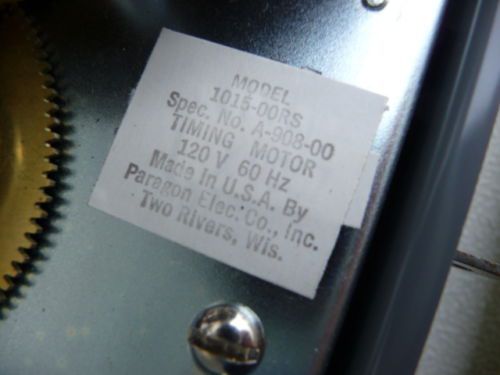 MODEL
1015-00RS
Spec. No. A-908-00
TIMING MOTOR
120 V 60 Hz
Made In U.S.A. By
Paragon Elec. Co., Inc.
Two Rivers, Wis.